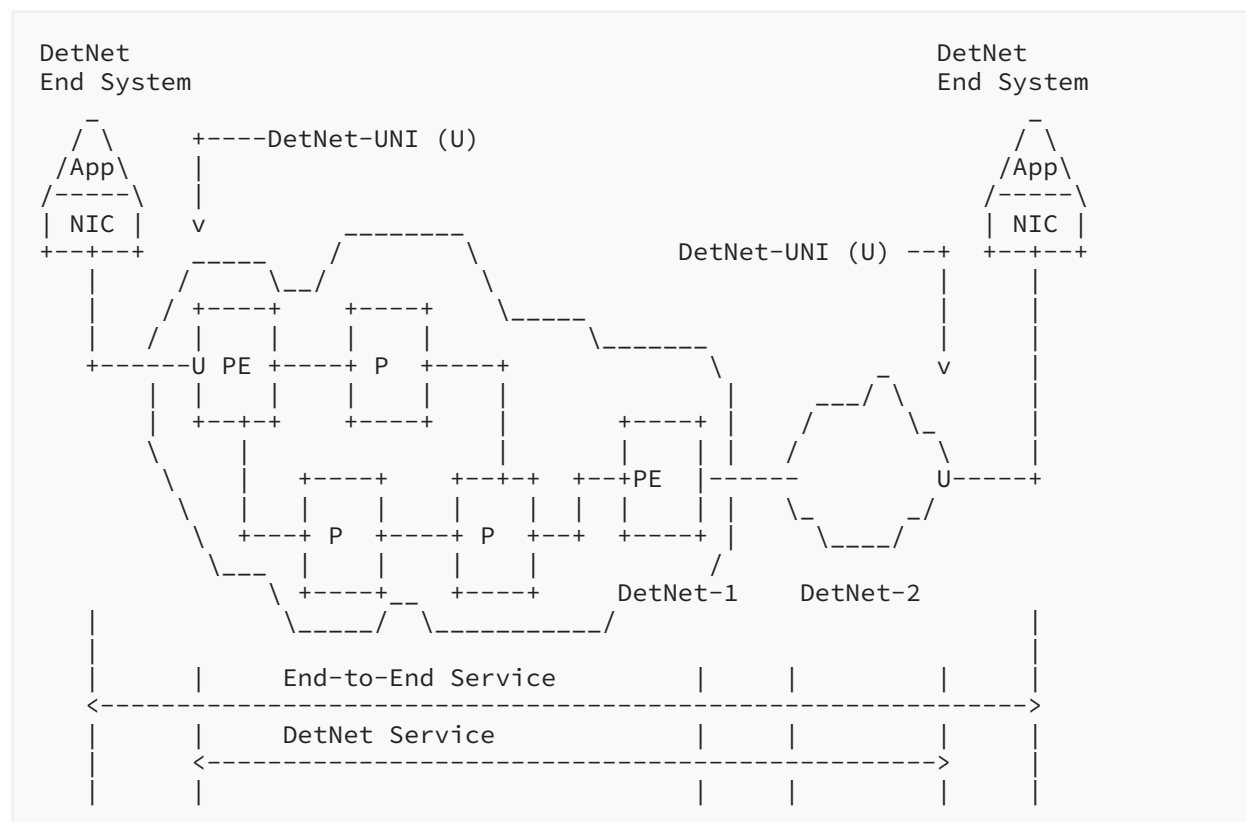 DetNet DetNet
End System End System
DetNet-UNI (U)
App App
NIC NIC
DetNet-UNI (U)
U PE P
PE U
P P
DetNet-1 DetNet-2
End-to-End Service
DetNet Service